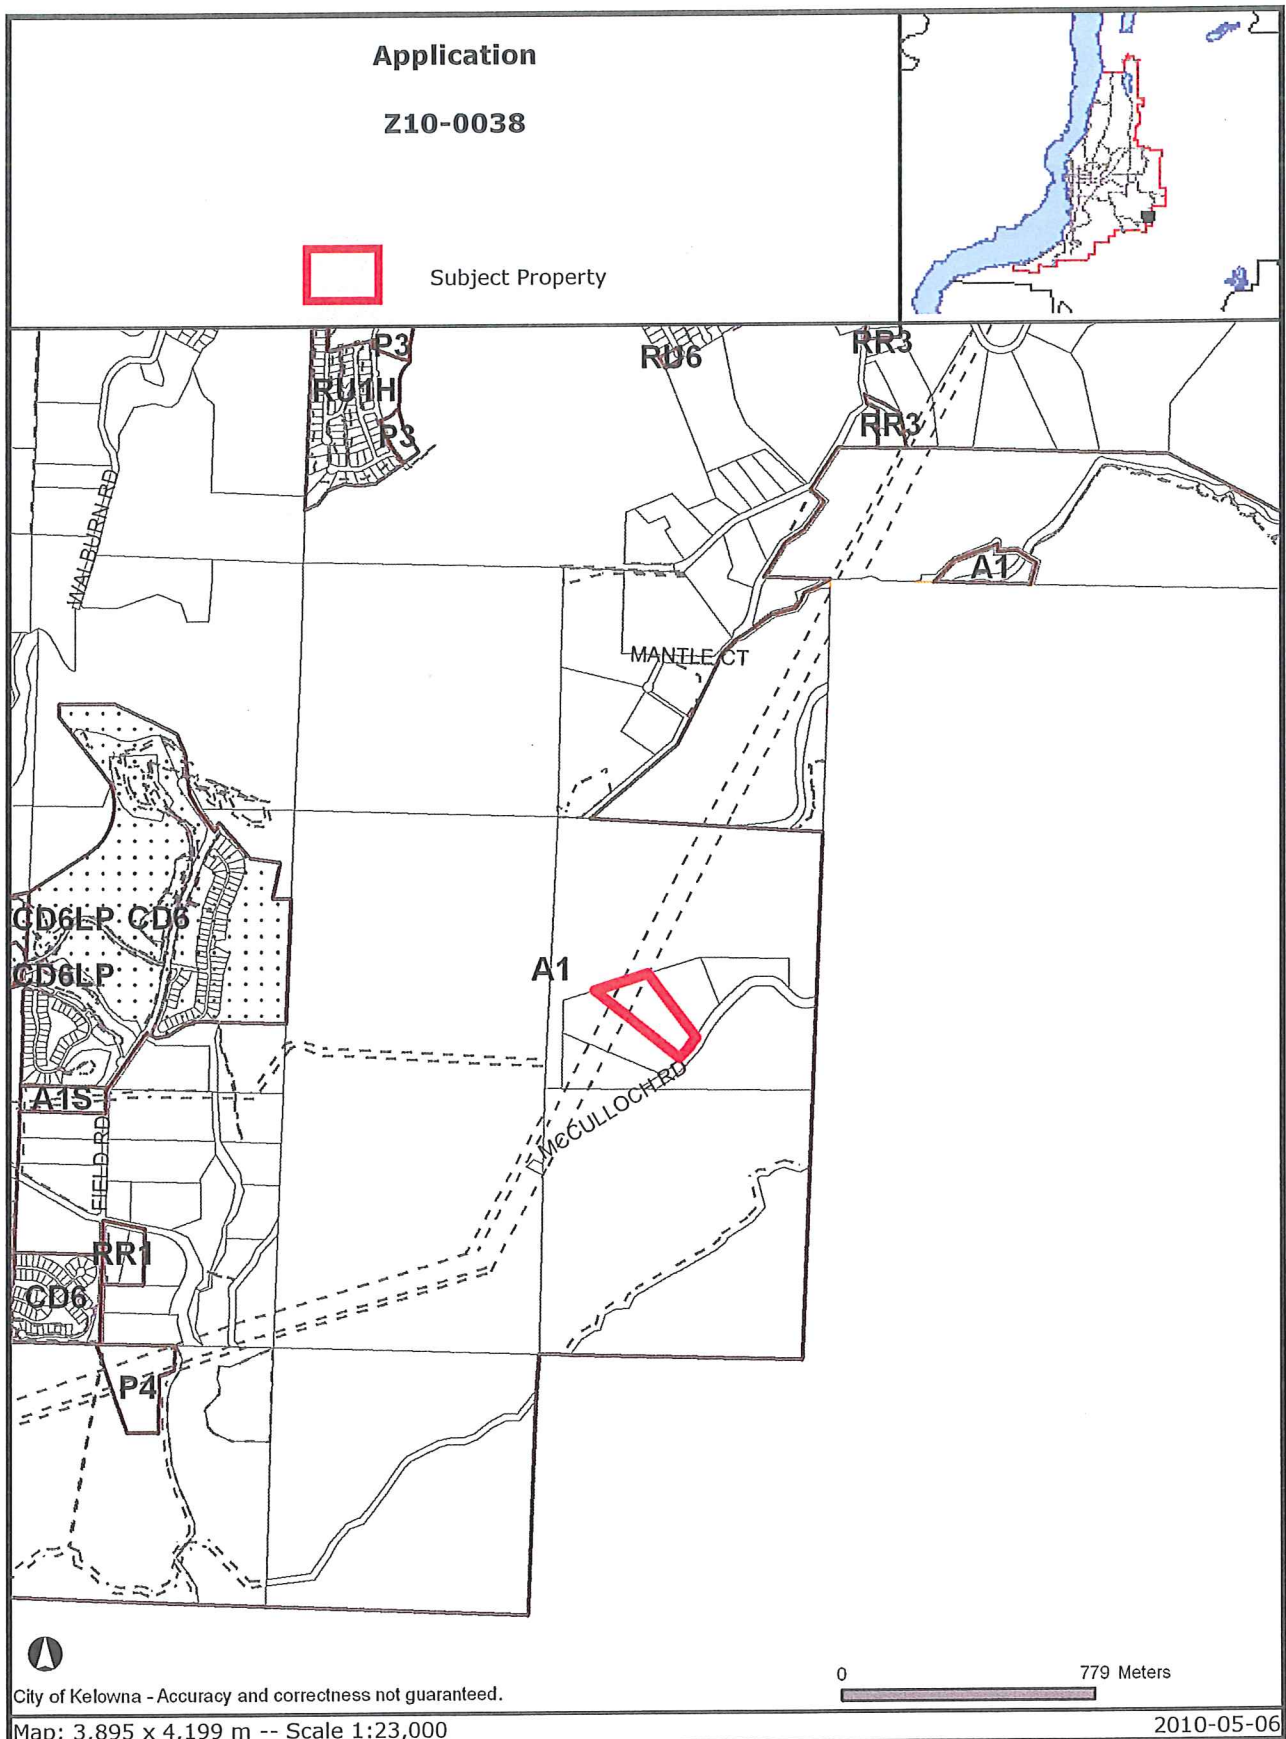 Application
Z10-0038
Subject Property
P3
RU1H
P3
RU6
RR3
RR3
WALBURN RD
A1
MANTLE CT
CD6LP CD6
CD6LP
A1
McCULLOCH RD
A1S
FIELD RD
RR1
CD6
P4
0 779 Meters
City of Kelowna - Accuracy and correctness not guaranteed.
Map: 3,895 x 4,199 m -- Scale 1:23,000
2010-05-06